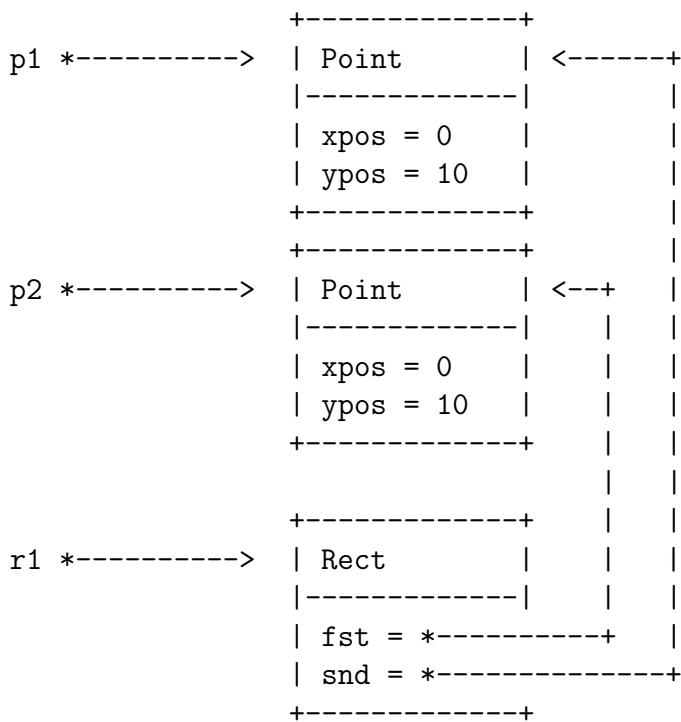 +-------------+
p1 *---------->  | Point       | <------+
                 |-------------|        |
                 | xpos = 0    |        |
                 | ypos = 10   |        |
                 +-------------+        |
                 +-------------+        |
p2 *---------->  | Point       | <--+   |
                 |-------------|    |   |
                 | xpos = 0    |    |   |
                 | ypos = 10   |    |   |
                 +-------------+    |   |
                                    |   |
                 +-------------+    |   |
r1 *---------->  | Rect        |    |   |
                 |-------------|    |   |
                 | fst = *----------+   |
                 | snd = *--------------+
                 +-------------+